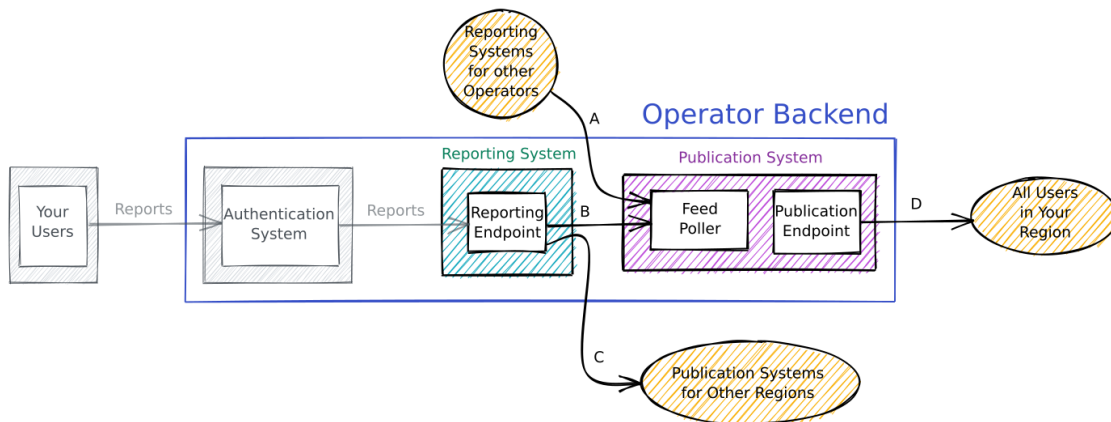 Reporting
Systems
for other
Operators
A
Operator Backend
Reporting System
Publication System
Your
Users
Reports
Authentication
System
Reports
Reporting
Endpoint
B
Feed
Poller
Publication
Endpoint
D
All Users
in Your
Region
C
Publication Systems
for Other Regions